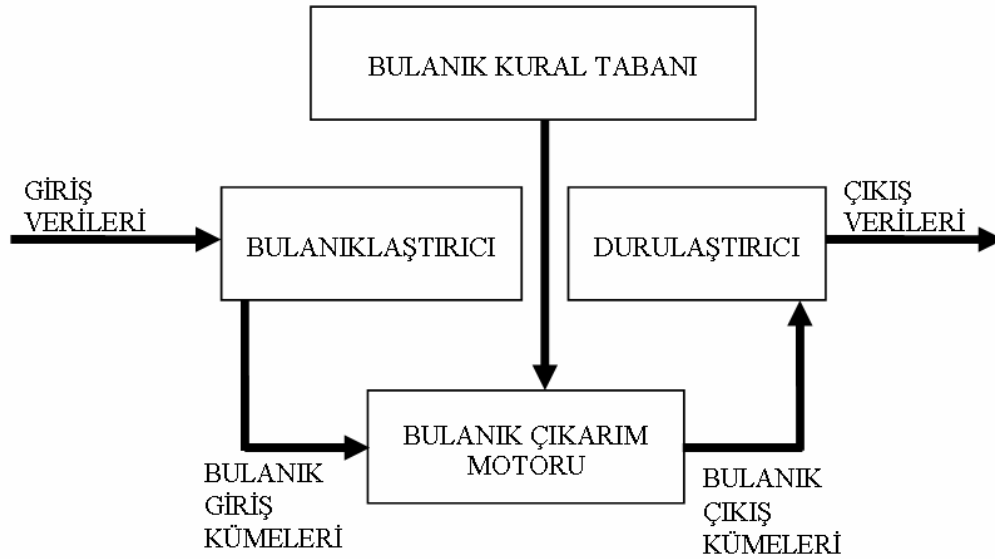 BULANIK KURAL TABANI
GİRİŞ
VERİLERİ
BULANIKLAŞTIRICI
DURULAŞTIRICI
ÇIKIŞ
VERİLERİ
BULANIK ÇIKARIM
MOTORU
BULANIK
GİRİŞ
KÜMELERİ
BULANIK
ÇIKIŞ
KÜMELERİ